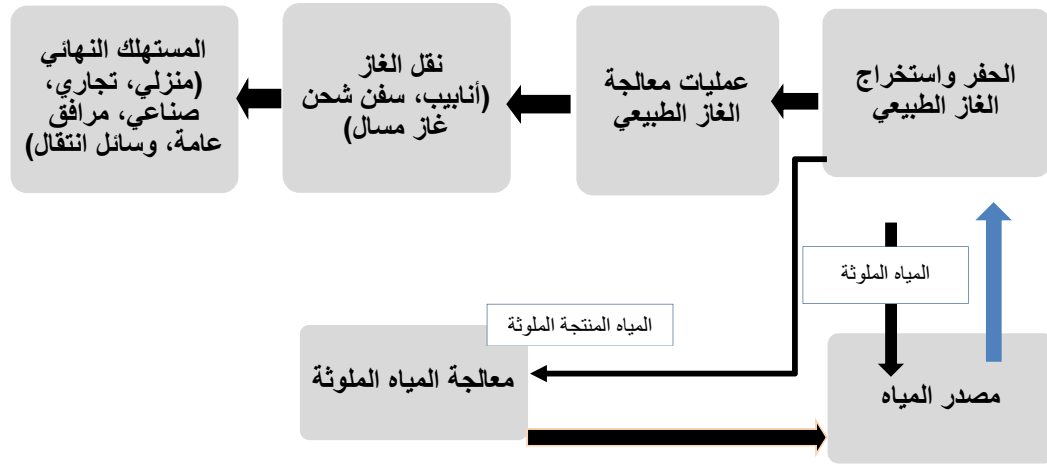 الحفر واستخراج
الغاز الطبيعي
عمليات معالجة
الغاز الطبيعي
نقل الغاز
(أنابيب، سفن شحن
غاز مسال)
المستهلك النهائي
(منزلي، تجاري،
صناعي، مرافق
عامة، وسائل انتقال)
المياه الملوثة
المياه المنتجة الملوثة
معالجة المياه الملوثة
مصدر المياه